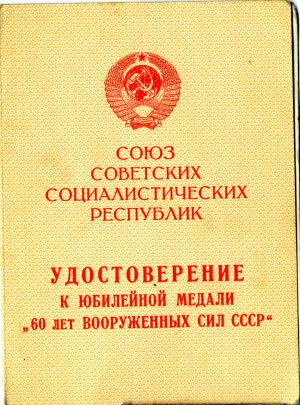 СОЮЗ
СОВЕТСКИХ
СОЦИАЛИСТИЧЕСКИХ
РЕСПУБЛИК
УДОСТОВЕРЕНИЕ
К ЮБИЛЕЙНОЙ МЕДАЛИ
„60 лет ВООРУЖЕННЫХ СИЛ СССР“